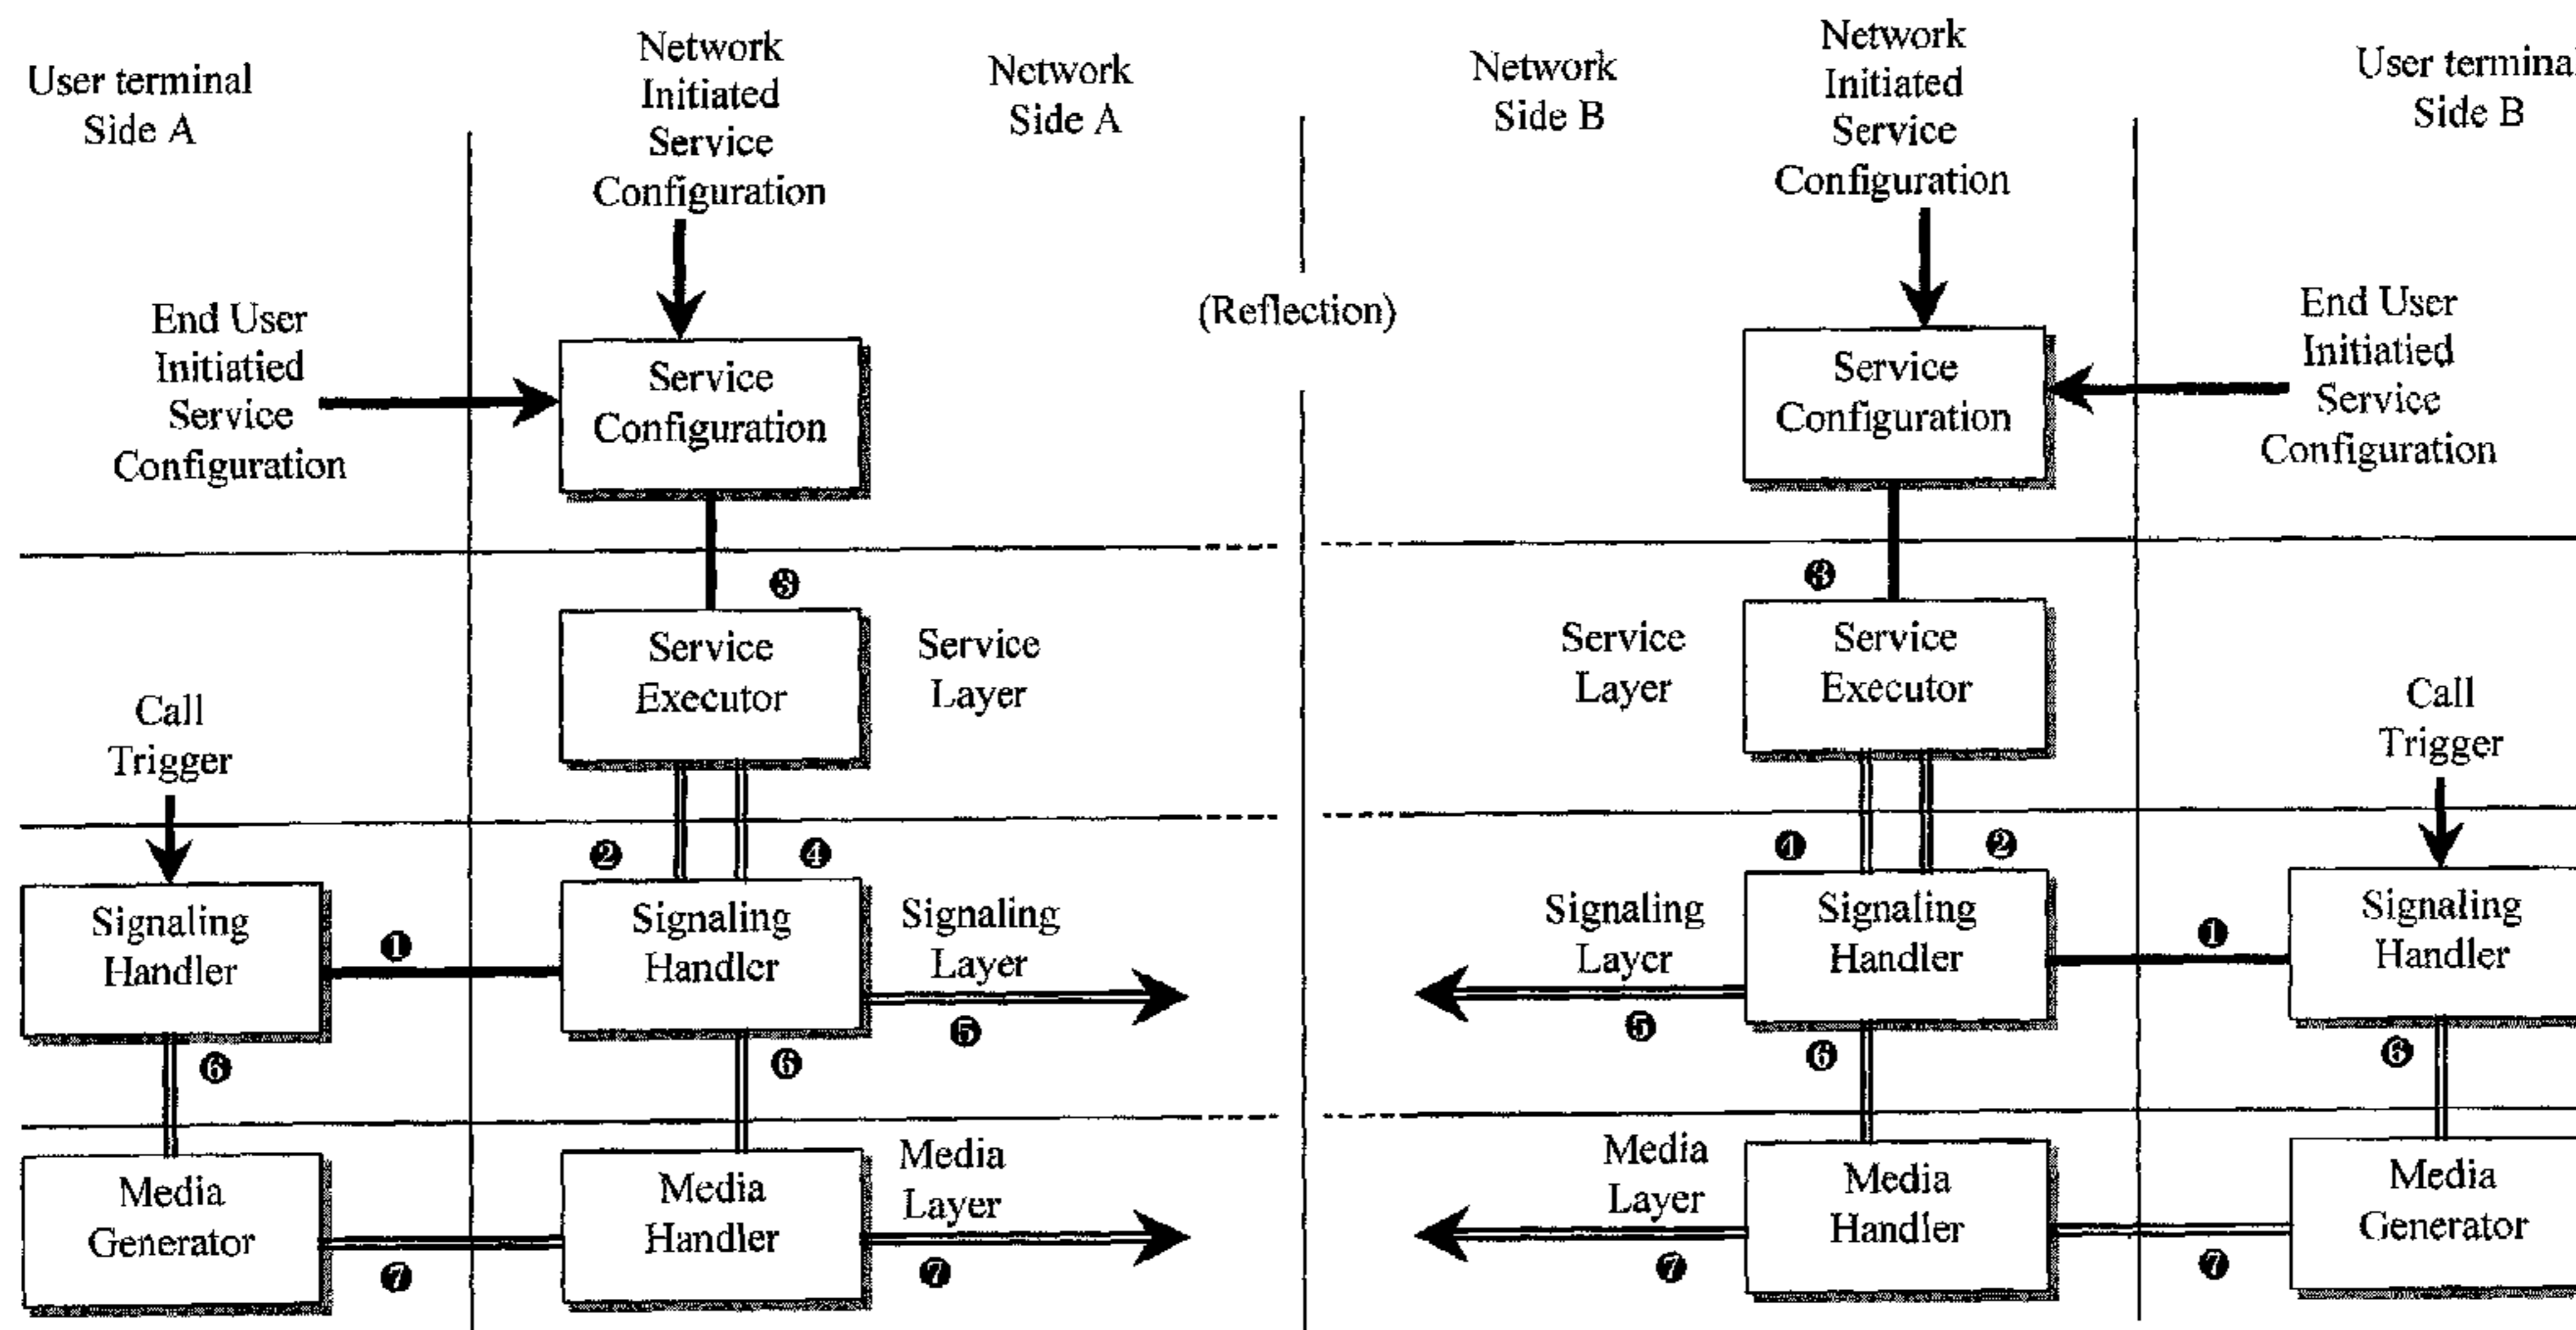 User terminal
Side A
Network
Initiated
Service
Configuration
Network
Side A
Network
Side B
Network
Initiated
Service
Configuration
User terminal
Side B
End User
Initiatied
Service
Configuration
Service
Configuration
(Reflection)
Service
Configuration
End User
Initiatied
Service
Configuration
❸
Service
Executor
Service
Layer
Service
Layer
❸
Service
Executor
Call
Trigger
Call
Trigger
❷
❹
❹
❷
Signaling
Handler
❶
Signaling
Handler
Signaling
Layer
❺
Signaling
Layer
❺
Signaling
Handler
❶
Signaling
Handler
❻
❻
❻
❻
Media
Generator
❼
Media
Handler
Media
Layer
❼
Media
Layer
❼
Media
Handler
❼
Media
Generator